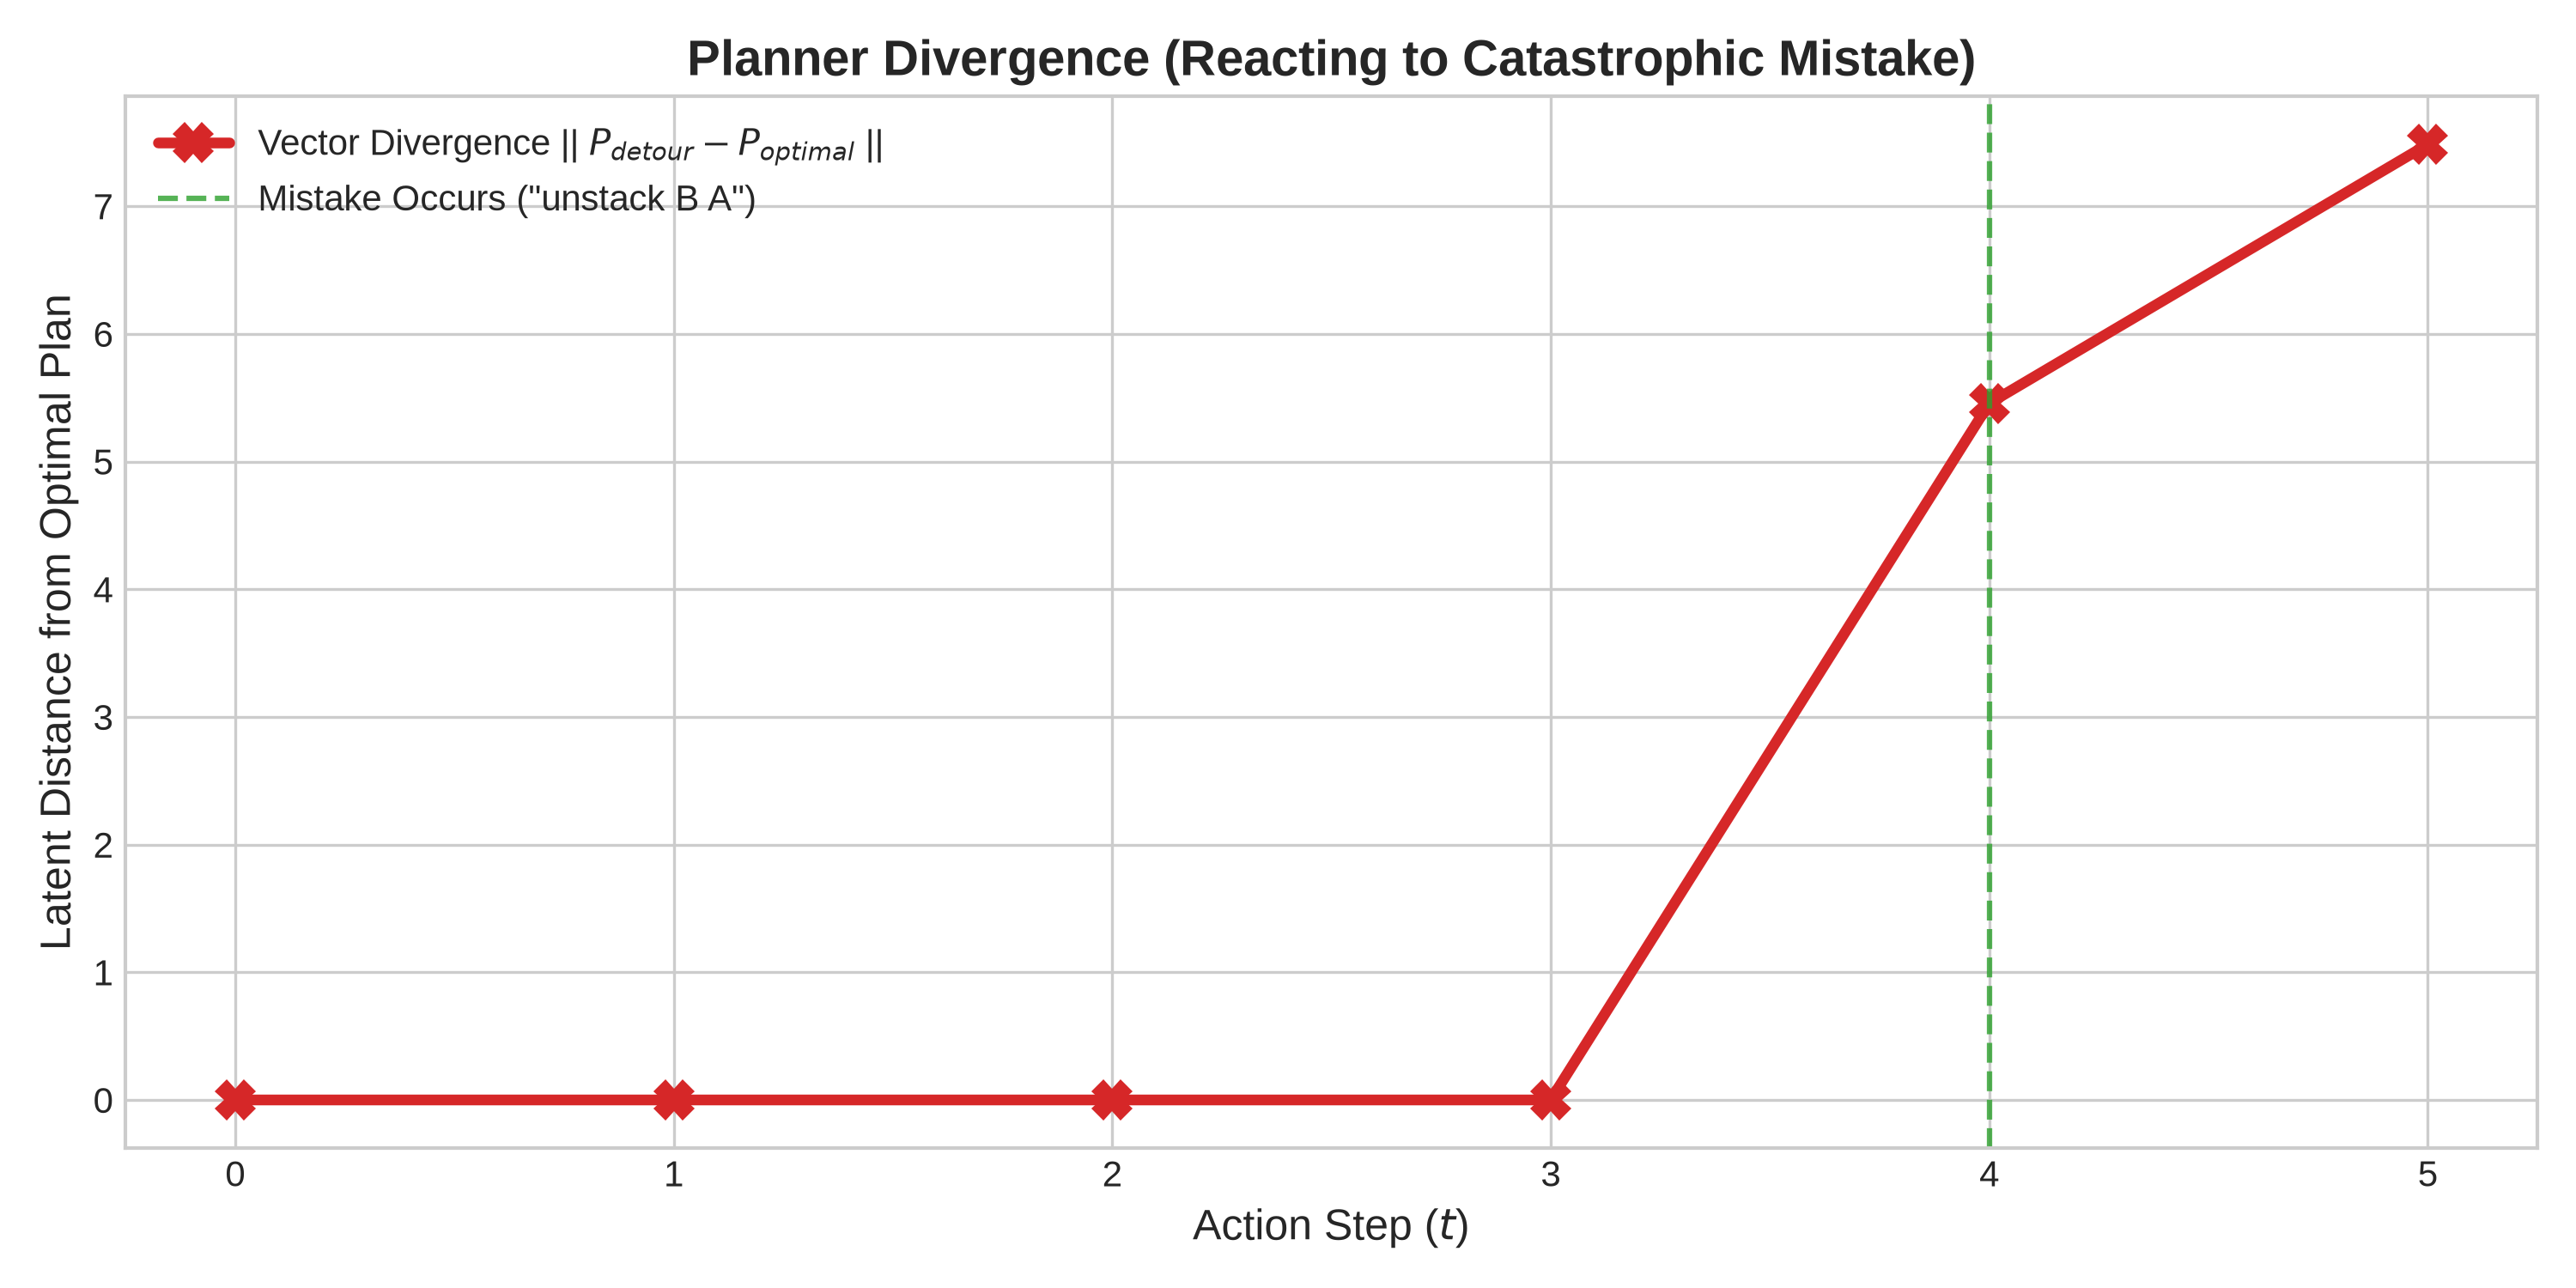 Planner Divergence (Reacting to Catastrophic Mistake)
Vector Divergence || P_detour − P_optimal ||
Mistake Occurs ("unstack B A")
Latent Distance from Optimal Plan
7
6
5
4
3
2
1
0
0 1 2 3 4 5
Action Step (t)